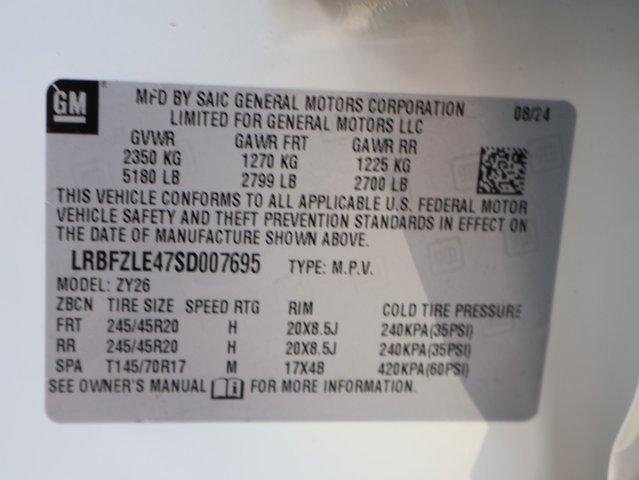 GM
MFD BY SAIC GENERAL MOTORS CORPORATION 08/24
LIMITED FOR GENERAL MOTORS LLC
GVWR GAWR FRT GAWR RR
2350 KG 1270 KG 1225 KG
5180 LB 2799 LB 2700 LB
THIS VEHICLE CONFORMS TO ALL APPLICABLE U.S. FEDERAL MOTOR
VEHICLE SAFETY AND THEFT PREVENTION STANDARDS IN EFFECT ON
THE DATE OF MANUFACTURE SHOWN ABOVE.
LRBFZLE47SD007695 TYPE: M.P.V.
MODEL: ZY26
ZBCN TIRE SIZE SPEED RTG RIM COLD TIRE PRESSURE
FRT 245/45R20 H 20X8.5J 240KPA(35PSI)
RR 245/45R20 H 20X8.5J 240KPA(35PSI)
SPA T145/70R17 M 17X4B 420KPA(60PSI)
SEE OWNER'S MANUAL i FOR MORE INFORMATION.